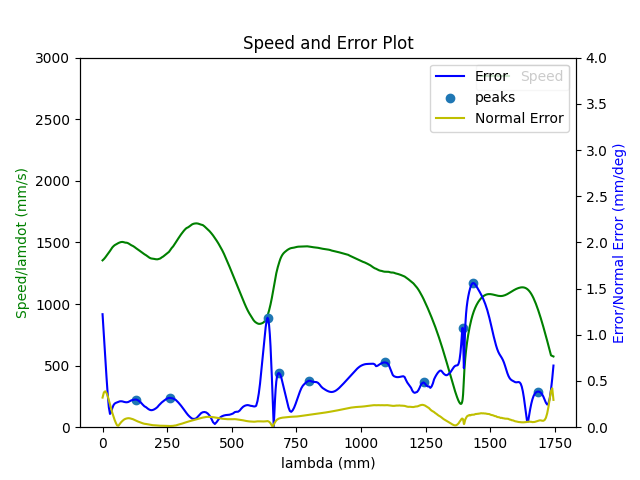 Speed and Error Plot
3000
2500
2000
1500
1000
500
0
Speed/lamdot (mm/s)
4.0
3.5
3.0
2.5
2.0
1.5
1.0
0.5
0.0
Error/Normal Error (mm/deg)
Error
Speed
peaks
Normal Error
0 250 500 750 1000 1250 1500 1750
lambda (mm)